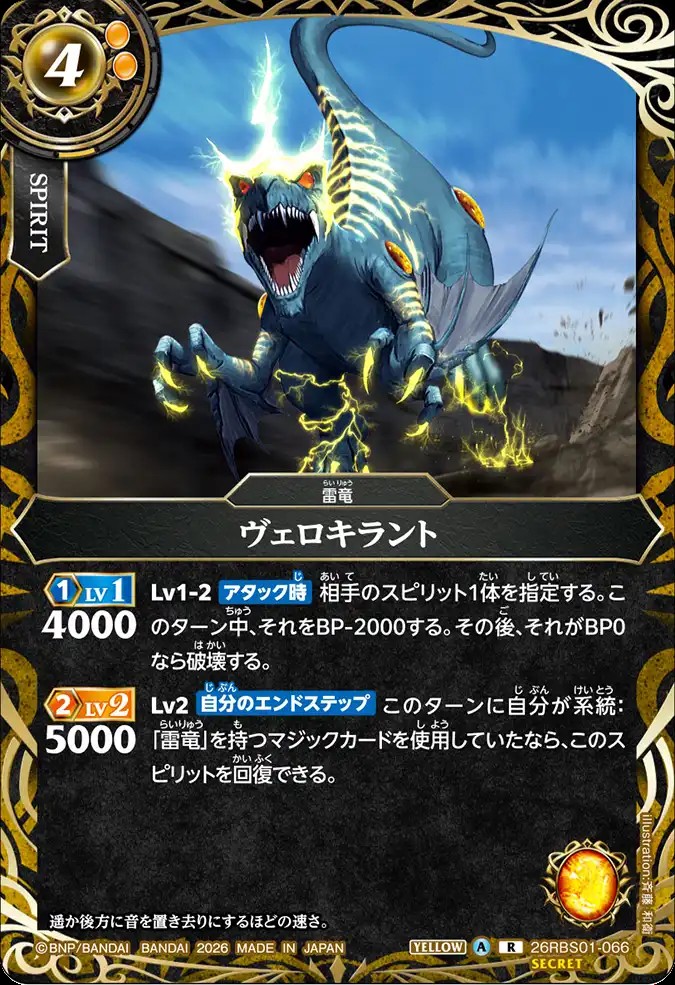 4
SPIRIT
らいりゅう
雷竜
ヴェロキラント
1 LV1
4000
Lv1-2 アタック時 相手のスピリット1体を指定する。こ
のターン中、それをBP-2000する。その後、それがBP0
なら破壊する。
2 LV2
5000
Lv2 自分のエンドステップ このターンに自分が系統:
「雷竜」を持つマジックカードを使用していたなら、このス
ピリットを回復できる。
遥か後方に音を置き去りにするほどの速さ。
illustration:斉藤 和衛
©BNP/BANDAI BANDAI 2026 MADE IN JAPAN YELLOW A R 26RBS01-066
SECRET